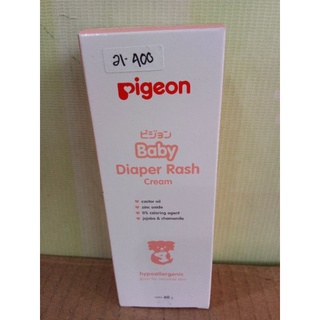 21-400
pigeon
ピジョン
Baby
Diaper Rash
Cream
castor oil
zinc oxide
0% coloring agent
jojoba & chamomile
hypoallergenic